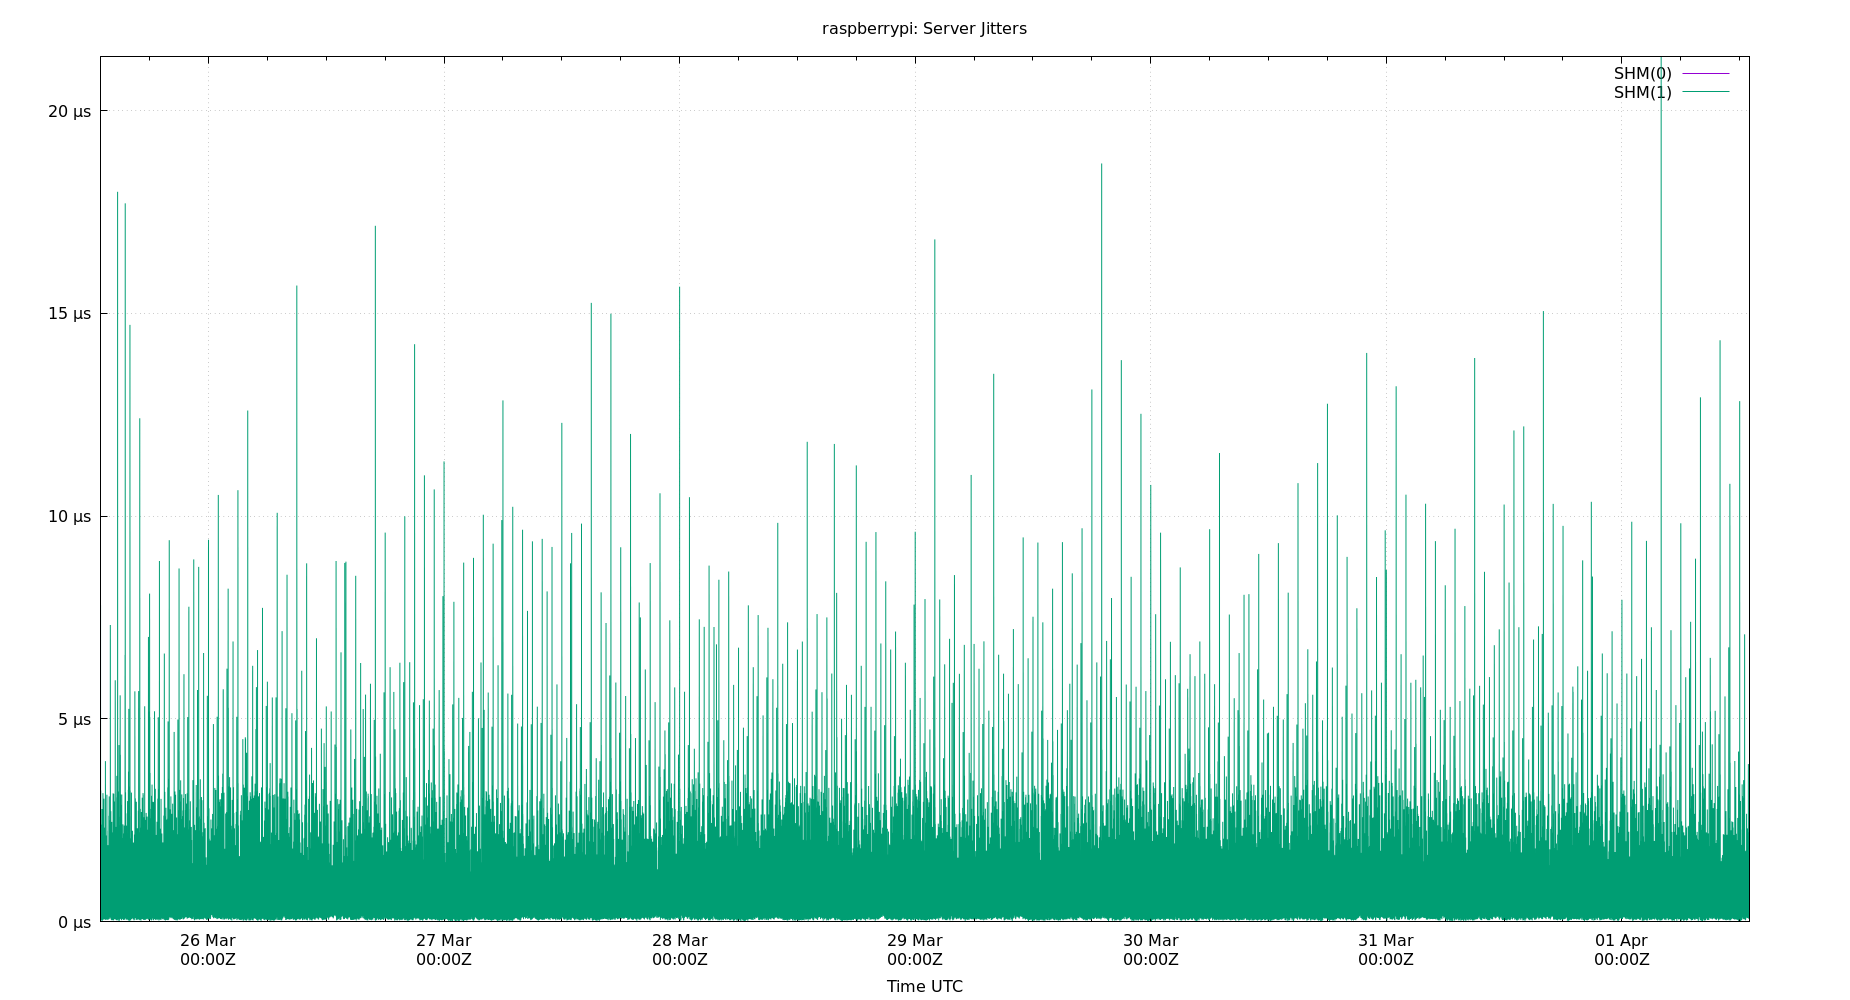 raspberrypi: Server Jitters
SHM(0)
SHM(1)
20 µs
15 µs
10 µs
5 µs
0 µs
26 Mar 27 Mar 28 Mar 29 Mar 30 Mar 31 Mar 01 Apr
00:00Z 00:00Z 00:00Z 00:00Z 00:00Z 00:00Z 00:00Z
Time UTC